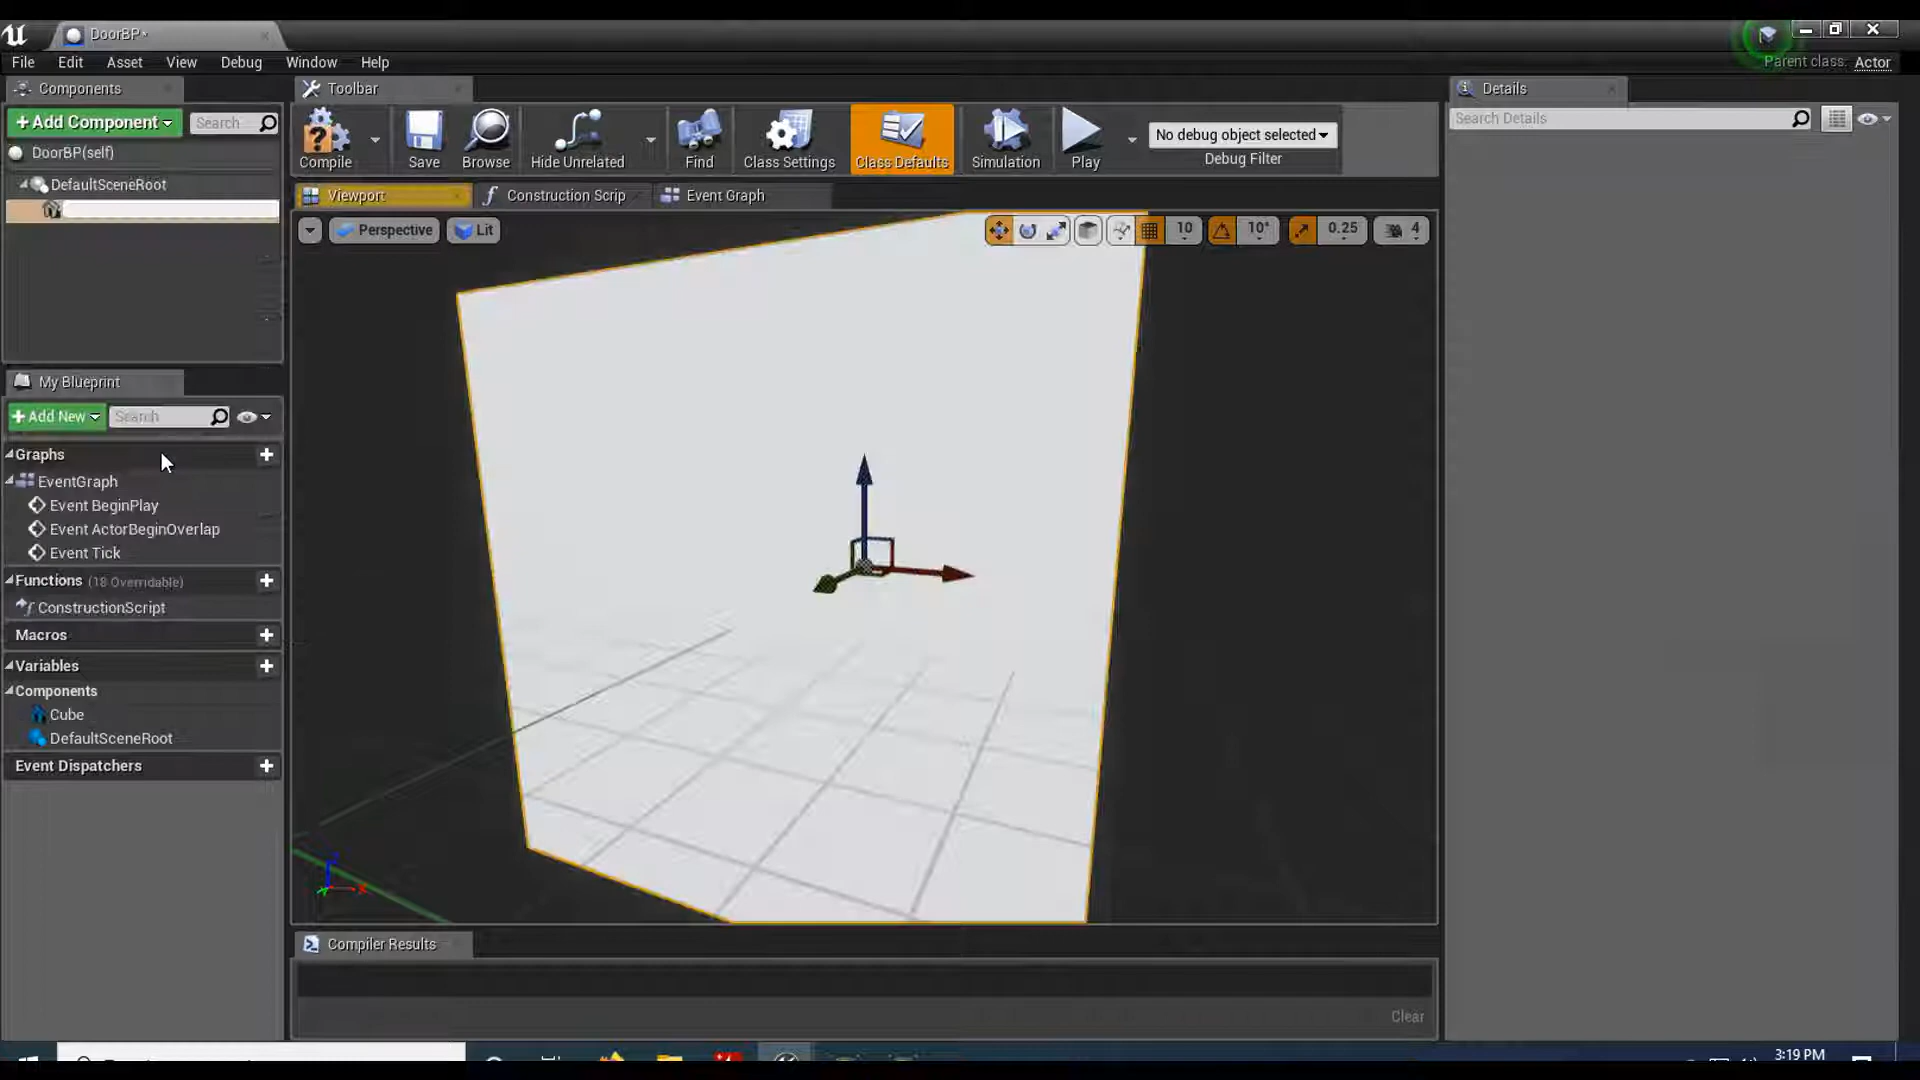 DoorBP*
File Edit Asset View Debug Window Help
Parent class: Actor
Components
Toolbar
Details
+Add Component
Search
Search Details
DoorBP(self)
DefaultSceneRoot
Compile
Save
Browse
Hide Unrelated
Find
Class Settings
Class Defaults
Simulation
Play
No debug object selected
Debug Filter
Viewport
Construction Scrip
Event Graph
Perspective
Lit
10
10°
0.25
4
My Blueprint
+Add New
Search
Graphs
EventGraph
Event BeginPlay
Event ActorBeginOverlap
Event Tick
Functions (18 Overridable)
ConstructionScript
Macros
Variables
Components
Cube
DefaultSceneRoot
Event Dispatchers
Compiler Results
Clear
3:19 PM